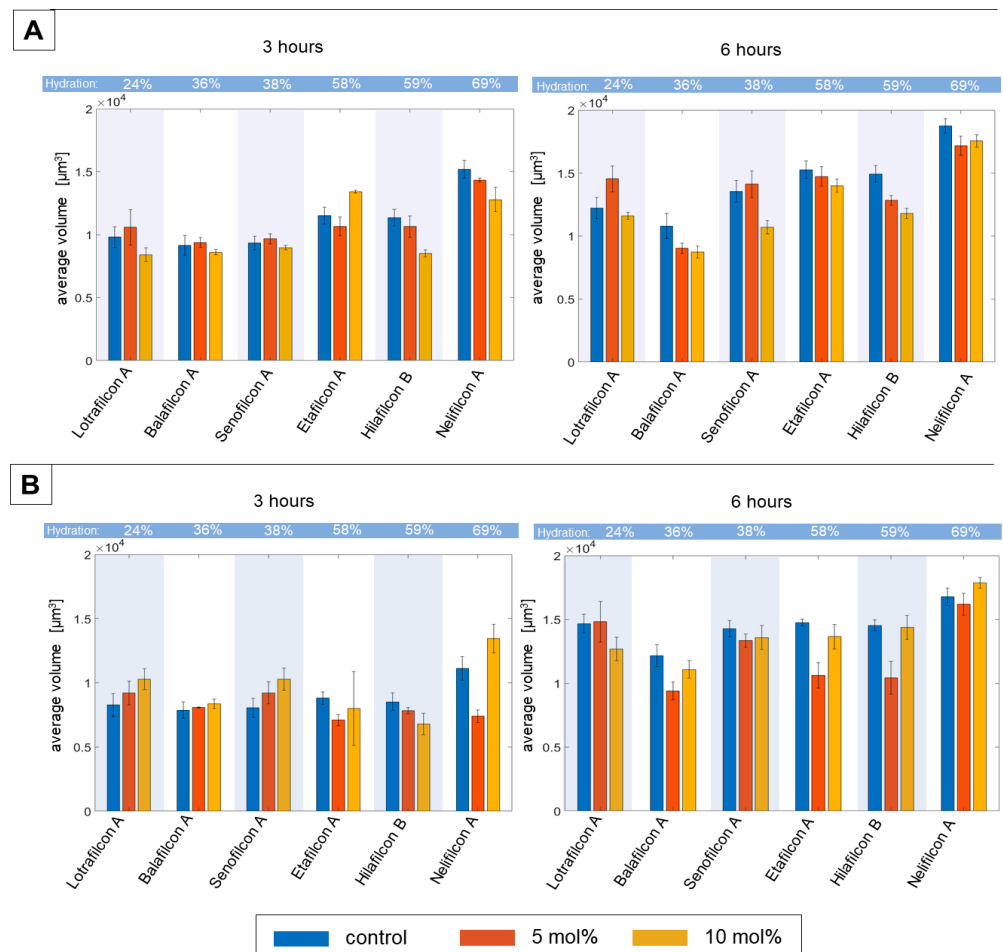 A
3 hours
6 hours
Hydration: 24% 36% 38% 58% 59% 69%
Hydration: 24% 36% 38% 58% 59% 69%
×10⁴
2
1.5
1
0.5
0
average volume [µm³]
Lotrafilcon A
Balafilcon A
Senofilcon A
Etafilcon A
Hilafilcon B
Nelifilcon A
×10⁴
2
1.5
1
0.5
0
average volume [µm³]
Lotrafilcon A
Balafilcon A
Senofilcon A
Etafilcon A
Hilafilcon B
Nelifilcon A
B
3 hours
6 hours
Hydration: 24% 36% 38% 58% 59% 69%
Hydration: 24% 36% 38% 58% 59% 69%
×10⁴
2
1.5
1
0.5
0
average volume [µm³]
Lotrafilcon A
Balafilcon A
Senofilcon A
Etafilcon A
Hilafilcon B
Nelifilcon A
×10⁴
2
1.5
1
0.5
0
average volume [µm³]
Lotrafilcon A
Balafilcon A
Senofilcon A
Etafilcon A
Hilafilcon B
Nelifilcon A
control 5 mol% 10 mol%